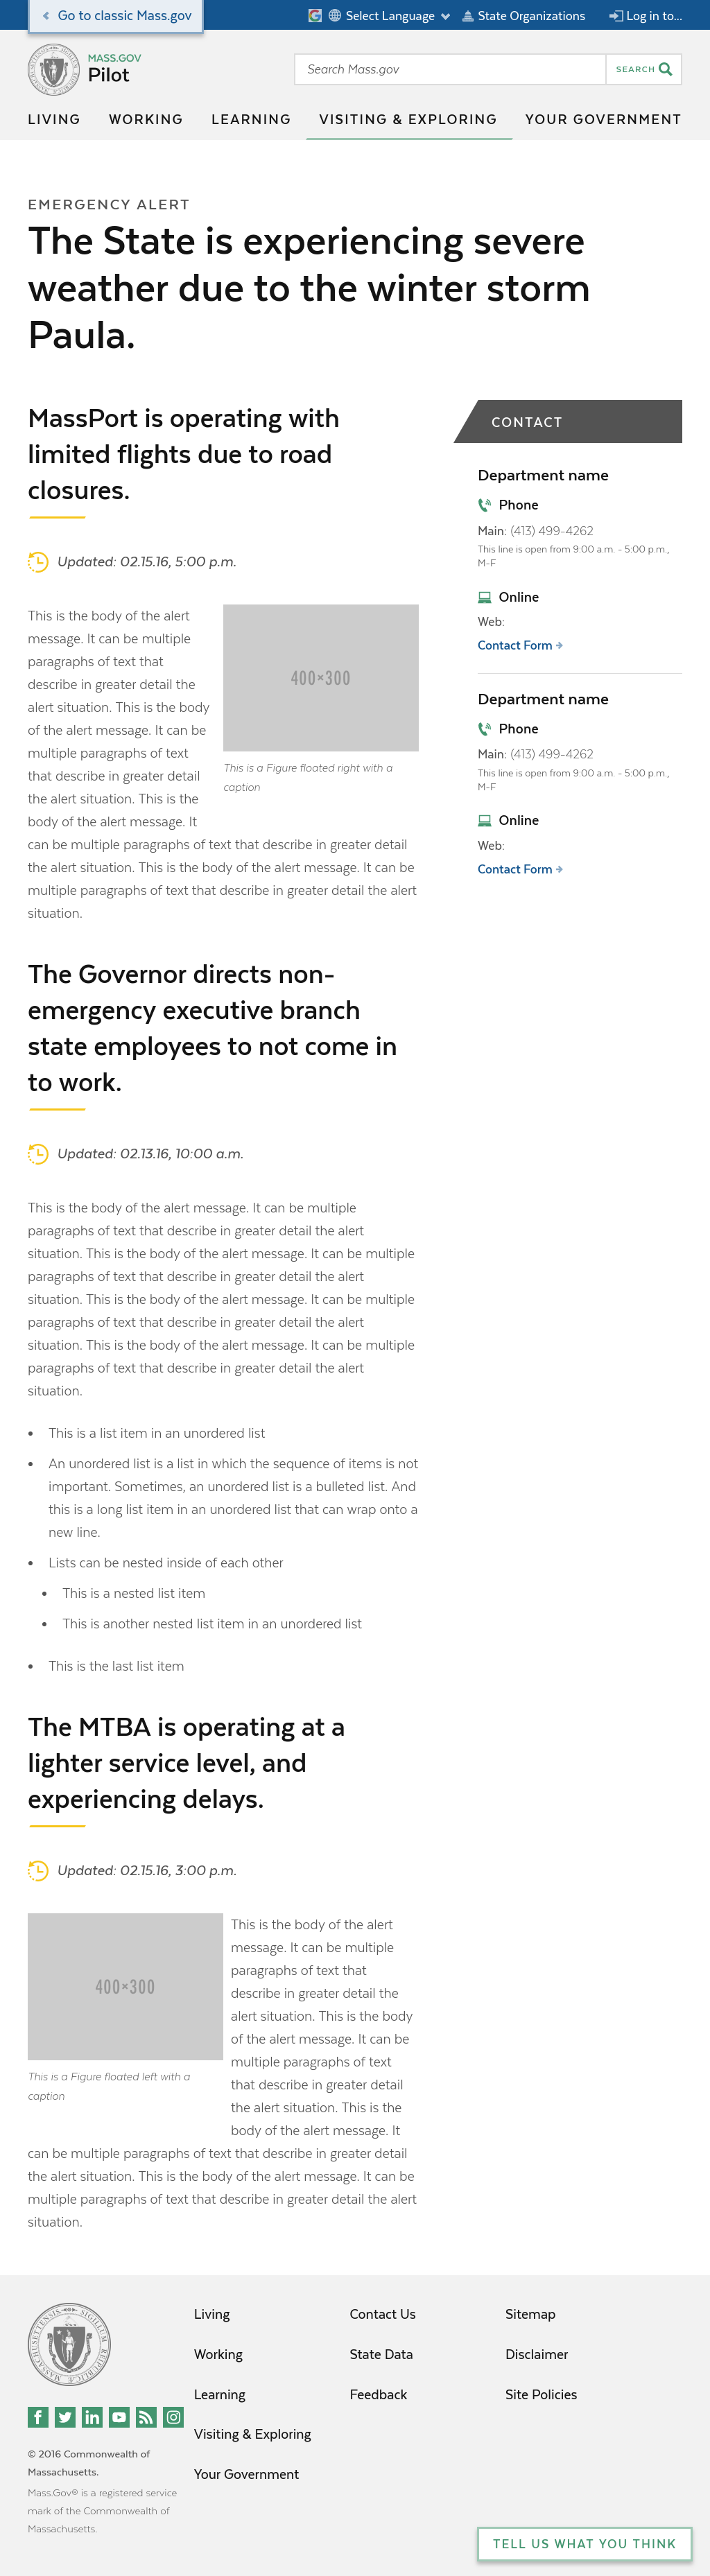 Go to classic Mass.gov
Select Language
State Organizations
Log in to...
MASS.GOV
Pilot
Search Mass.gov
SEARCH
LIVING
WORKING
LEARNING
VISITING & EXPLORING
YOUR GOVERNMENT
EMERGENCY ALERT
The State is experiencing severe
weather due to the winter storm
Paula.
MassPort is operating with
limited flights due to road
closures.
Updated: 02.15.16, 5:00 p.m.
This is the body of the alert
message. It can be multiple
paragraphs of text that
describe in greater detail the
alert situation. This is the body
of the alert message. It can be
multiple paragraphs of text
that describe in greater detail
the alert situation. This is the
body of the alert message. It
can be multiple paragraphs of text that describe in greater detail
the alert situation. This is the body of the alert message. It can be
multiple paragraphs of text that describe in greater detail the alert
situation.
400×300
This is a Figure floated right with a
caption
The Governor directs non-
emergency executive branch
state employees to not come in
to work.
Updated: 02.13.16, 10:00 a.m.
This is the body of the alert message. It can be multiple
paragraphs of text that describe in greater detail the alert
situation. This is the body of the alert message. It can be multiple
paragraphs of text that describe in greater detail the alert
situation. This is the body of the alert message. It can be multiple
paragraphs of text that describe in greater detail the alert
situation. This is the body of the alert message. It can be multiple
paragraphs of text that describe in greater detail the alert
situation.
• This is a list item in an unordered list
• An unordered list is a list in which the sequence of items is not
important. Sometimes, an unordered list is a bulleted list. And
this is a long list item in an unordered list that can wrap onto a
new line.
• Lists can be nested inside of each other
• This is a nested list item
• This is another nested list item in an unordered list
• This is the last list item
The MTBA is operating at a
lighter service level, and
experiencing delays.
Updated: 02.15.16, 3:00 p.m.
400×300
This is a Figure floated left with a
caption
This is the body of the alert
message. It can be multiple
paragraphs of text that
describe in greater detail the
alert situation. This is the body
of the alert message. It can be
multiple paragraphs of text
that describe in greater detail
the alert situation. This is the
body of the alert message. It
can be multiple paragraphs of text that describe in greater detail
the alert situation. This is the body of the alert message. It can be
multiple paragraphs of text that describe in greater detail the alert
situation.
CONTACT
Department name
Phone
Main: (413) 499-4262
This line is open from 9:00 a.m. - 5:00 p.m.,
M-F
Online
Web:
Contact Form
Department name
Phone
Main: (413) 499-4262
This line is open from 9:00 a.m. - 5:00 p.m.,
M-F
Online
Web:
Contact Form
© 2016 Commonwealth of
Massachusetts.
Mass.Gov® is a registered service
mark of the Commonwealth of
Massachusetts.
Living
Working
Learning
Visiting & Exploring
Your Government
Contact Us
State Data
Feedback
Sitemap
Disclaimer
Site Policies
TELL US WHAT YOU THINK